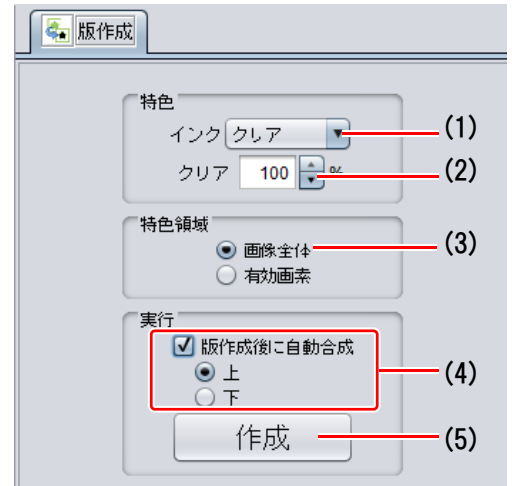 版作成
特色
インク クリア (1)
クリア 100 % (2)
特色領域
画像全体 (3)
有効画素
実行
版作成後に自動合成
上 (4)
下
作成 (5)